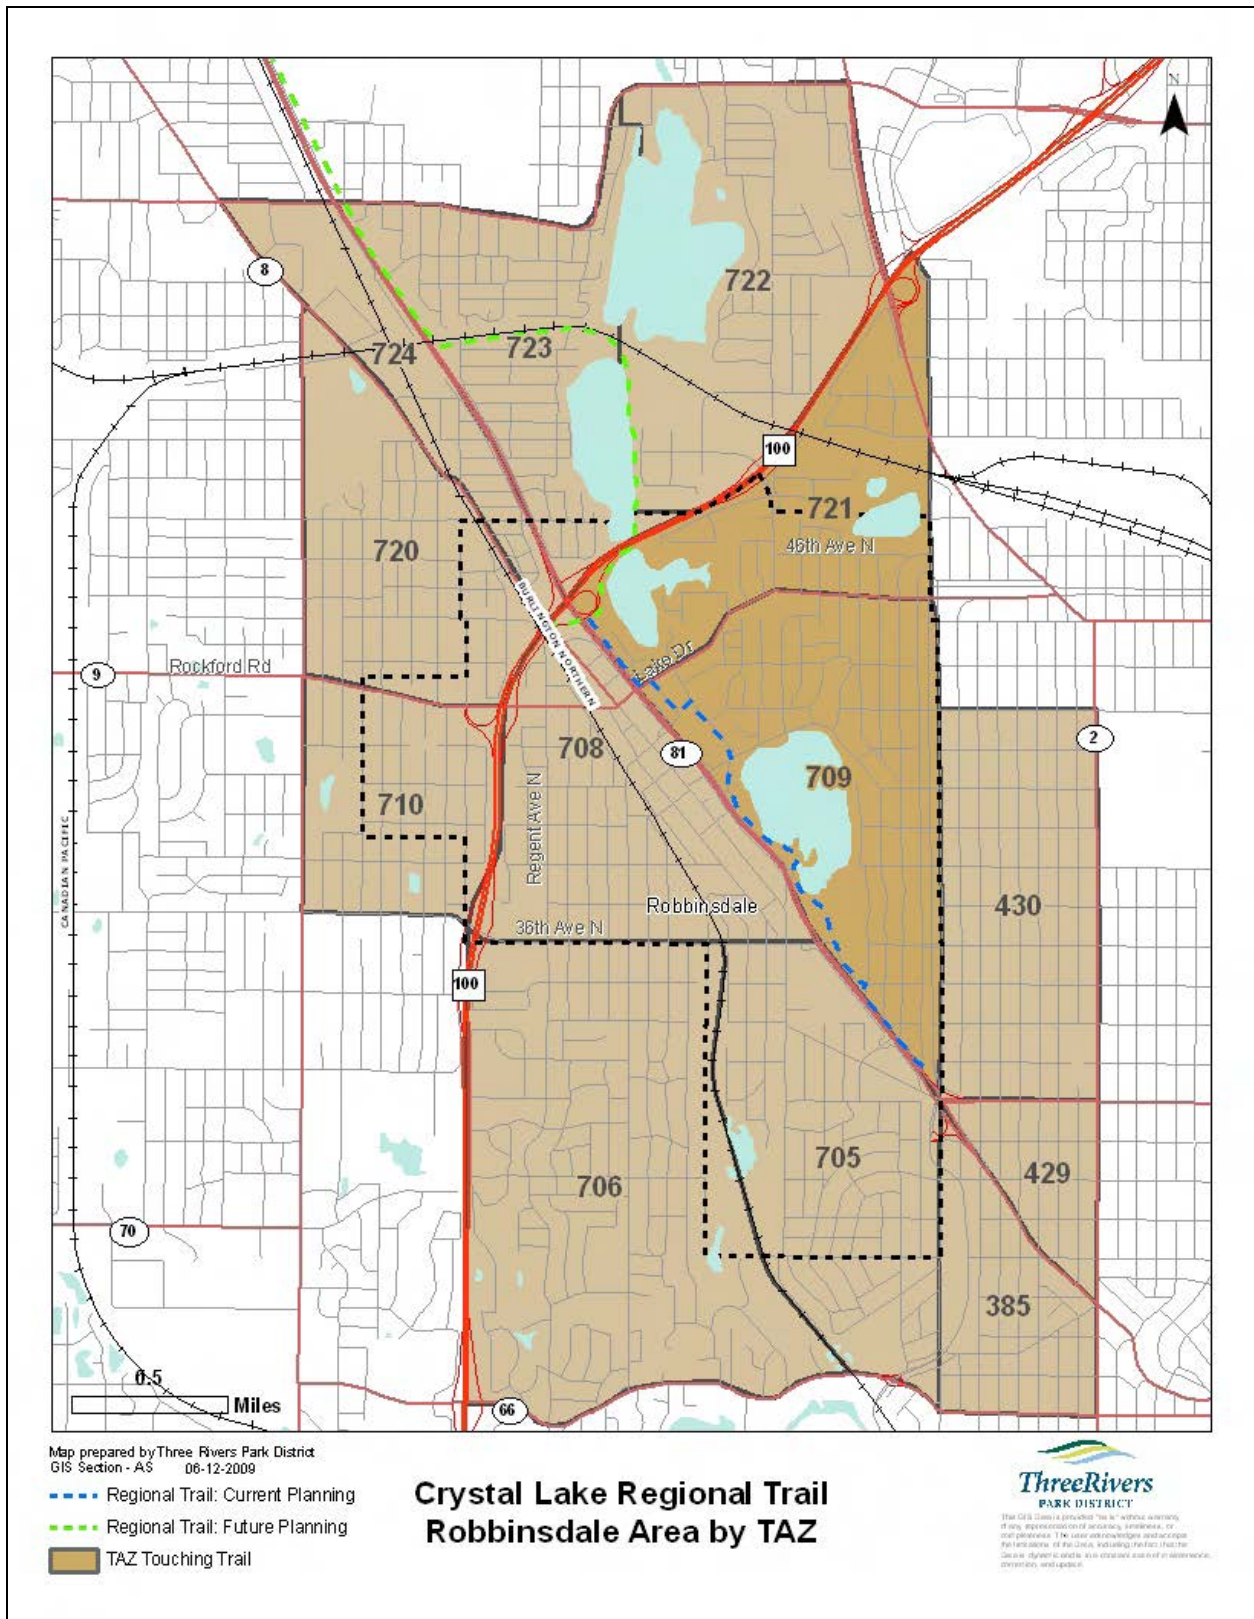 N
8
722
724
723
100
721
720
46th Ave N
BURLINGTON NORTHERN
Lake Dr
Rockford Rd
9
2
708
81
709
Regent Ave N
710
CANADIAN PACIFIC
Robbinsdale
430
36th Ave N
100
705
429
706
70
385
0.5
Miles
66
Map prepared by Three Rivers Park District
GIS Section - AS 06-12-2009
Regional Trail: Current Planning
Regional Trail: Future Planning
TAZ Touching Trail
Crystal Lake Regional Trail
Robbinsdale Area by TAZ
ThreeRivers
PARK DISTRICT